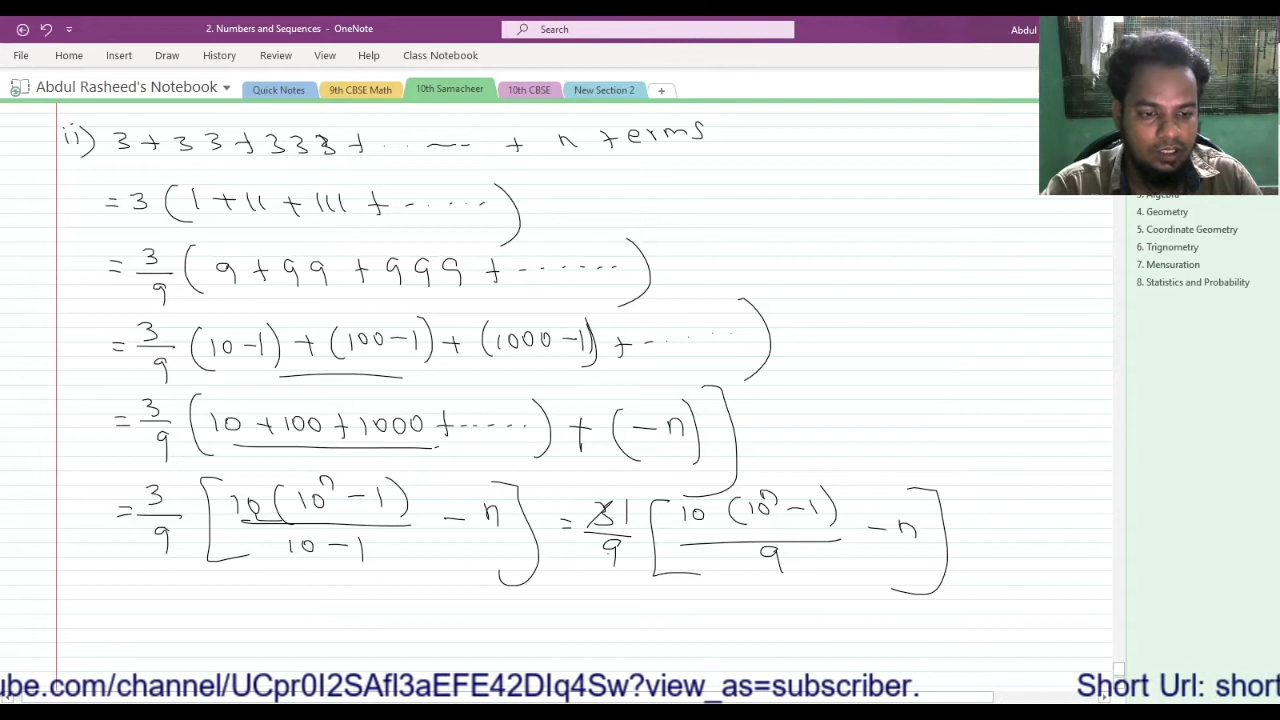 2. Numbers and Sequences - OneNote
Search
Abdul
File Home Insert Draw History Review View Help Class Notebook
Abdul Rasheed's Notebook
Quick Notes 9th CBSE Math 10th Samacheer 10th CBSE New Section 2 +
ii) 3 + 33 + 333 + ........ + n terms
= 3 (1 + 11 + 111 + ......)
= 3/9 (9 + 99 + 999 + .......)
= 3/9 (10 - 1) + (100 - 1) + (1000 - 1) + ......)
= 3/9 (10 + 100 + 1000 + ......) + (-n)]
= 3/9 [10(10ⁿ - 1)/10 - 1 - n] = 3 1/9 [10 (10ⁿ - 1)/9 - n]
4. Geometry
5. Coordinate Geometry
6. Trignometry
7. Mensuration
8. Statistics and Probability
ube.com/channel/UCpr0I2SAfI3aEFE42DIq4Sw?view_as=subscriber. Short Url: short